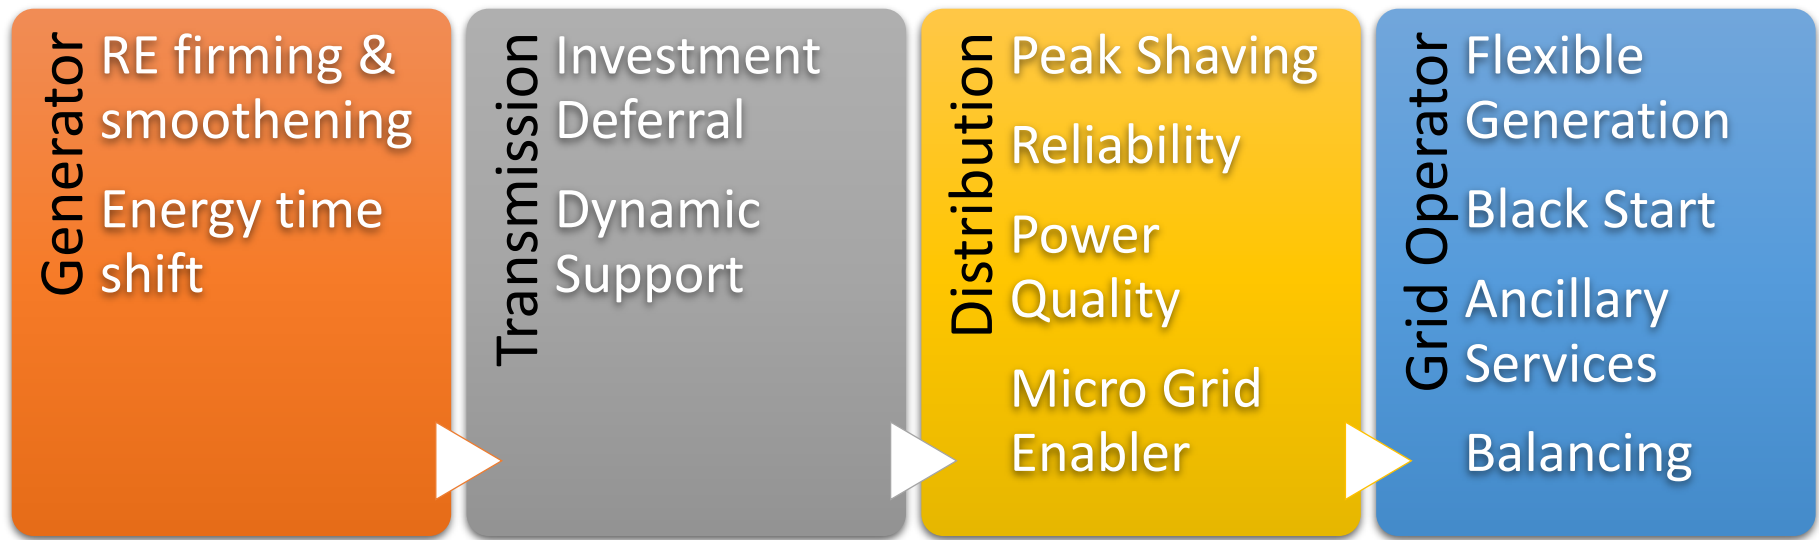 Generator
RE firming &
smoothening
Energy time
shift
Transmission
Investment
Deferral
Dynamic
Support
Distribution
Peak Shaving
Reliability
Power
Quality
Micro Grid
Enabler
Grid Operator
Flexible
Generation
Black Start
Ancillary
Services
Balancing